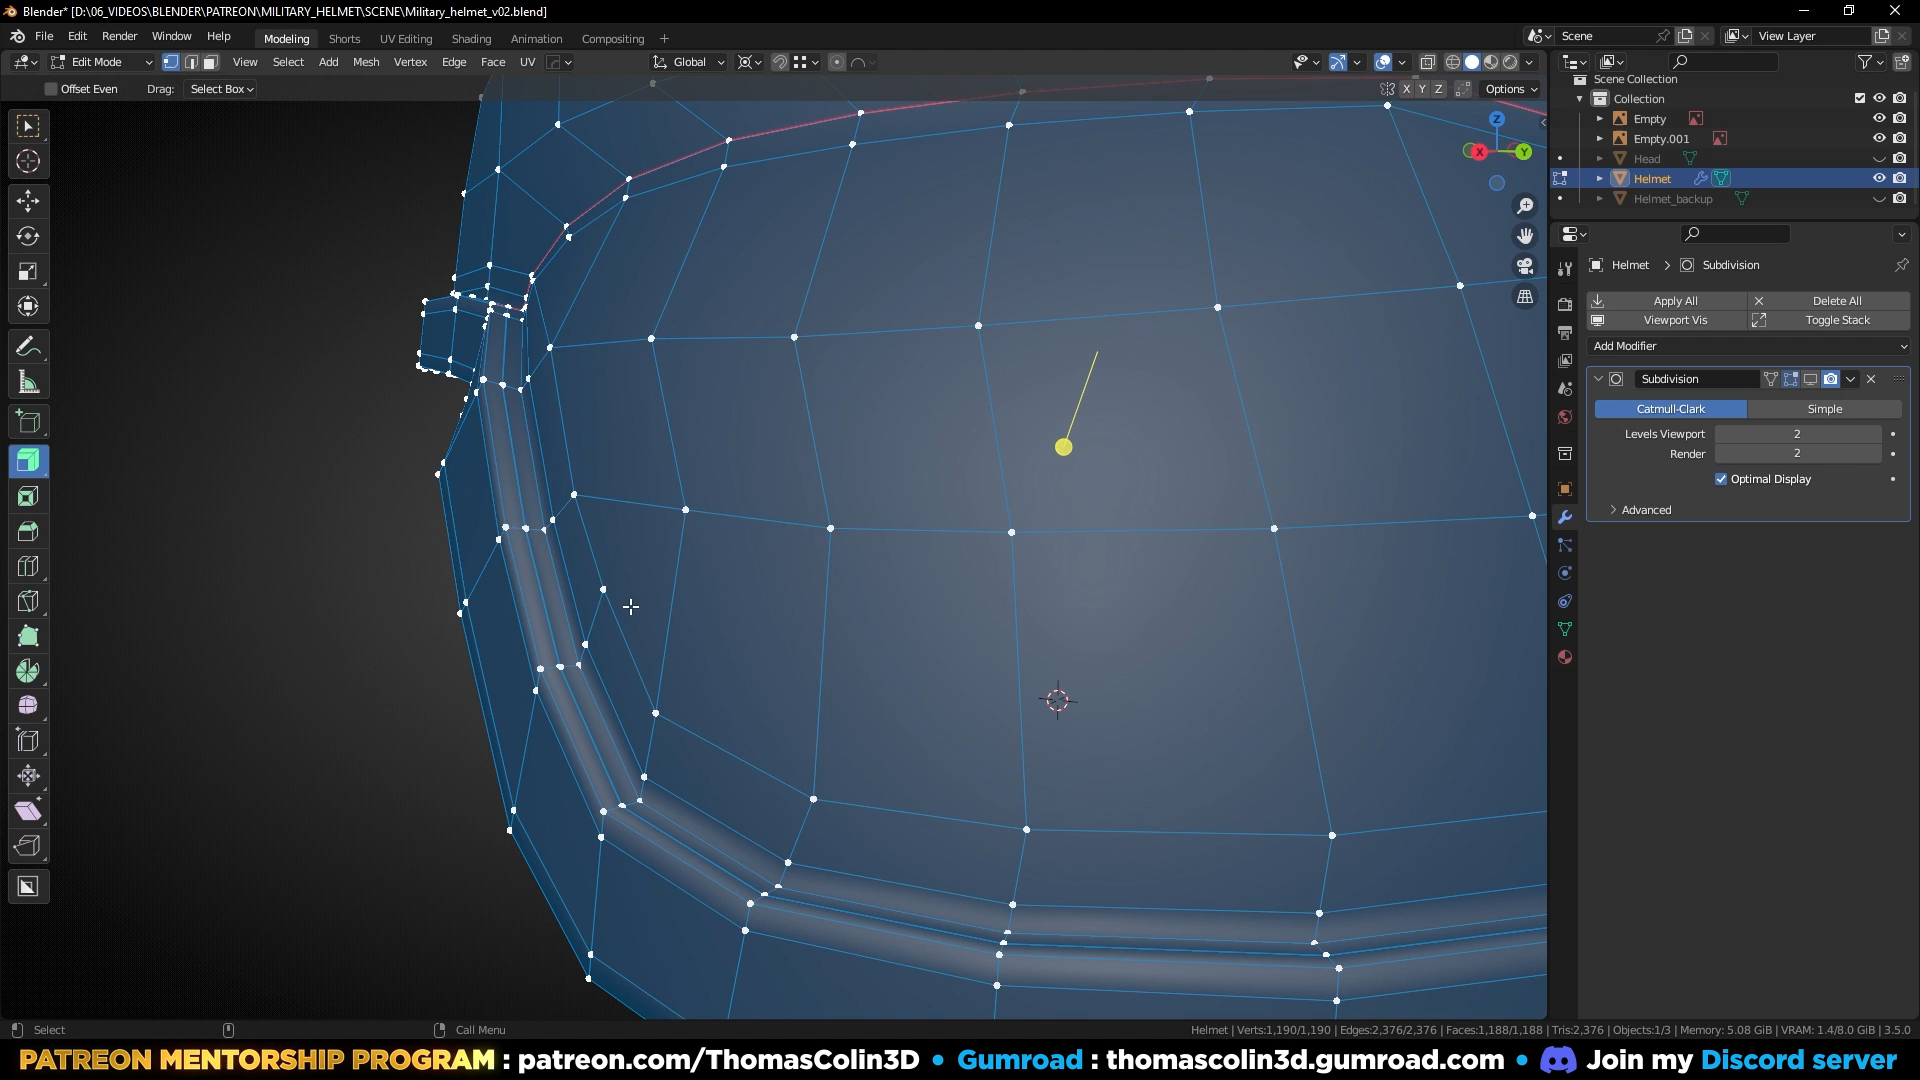 Blender* [D:\06_VIDEOS\BLENDER\PATREON\MILITARY_HELMET\SCENE\Military_helmet_v02.blend]
File Edit Render Window Help Modeling Shorts UV Editing Shading Animation Compositing + Scene View Layer
Edit Mode View Select Add Mesh Vertex Edge Face UV Global
Offset Even Drag: Select Box X Y Z Options
Scene Collection
Collection
Empty
Empty.001
Head
Helmet
Helmet_backup
Z
X Y
Helmet > Subdivision
Apply All Delete All
Viewport Vis Toggle Stack
Add Modifier
Subdivision
Catmull-Clark Simple
Levels Viewport 2
Render 2
Optimal Display
Advanced
Select Call Menu Helmet | Verts:1,190/1,190 | Edges:2,376/2,376 | Faces:1,188/1,188 | Tris:2,376 | Objects:1/3 | Memory: 5.08 GiB | VRAM: 1.4/8.0 GiB | 3.5.0
PATREON MENTORSHIP PROGRAM : patreon.com/ThomasColin3D • Gumroad : thomascolin3d.gumroad.com • Join my Discord server